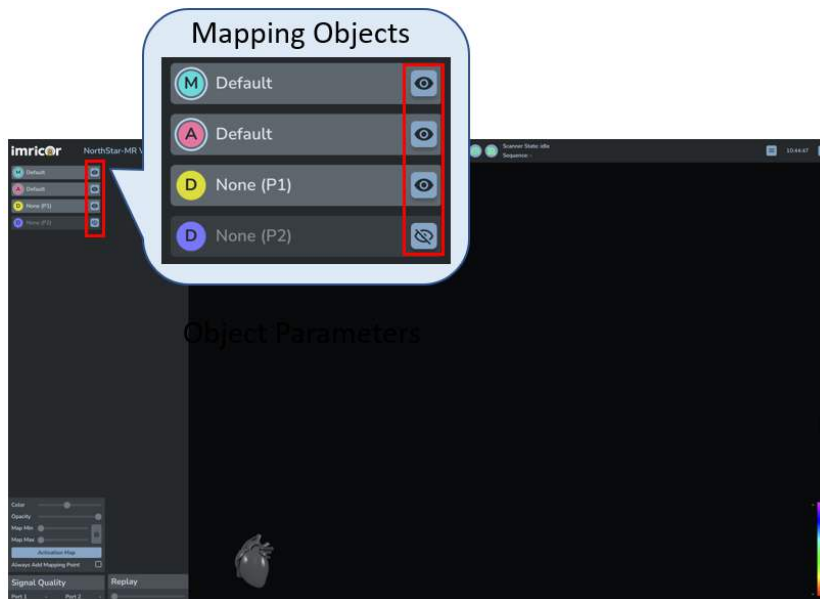 Mapping Objects
M Default
A Default
D None (P1)
D None (P2)
imricor NorthStar-MR
Scanner State: idle
Sequence: -
10:44:47
M Default
A Default
D None (P1)
D None (P2)
Object Parameters
Color
Opacity
Map Min
Map Max
Activation Map
Always Add Mapping Point
Signal Quality
Replay
Port 1 - Port 2 -